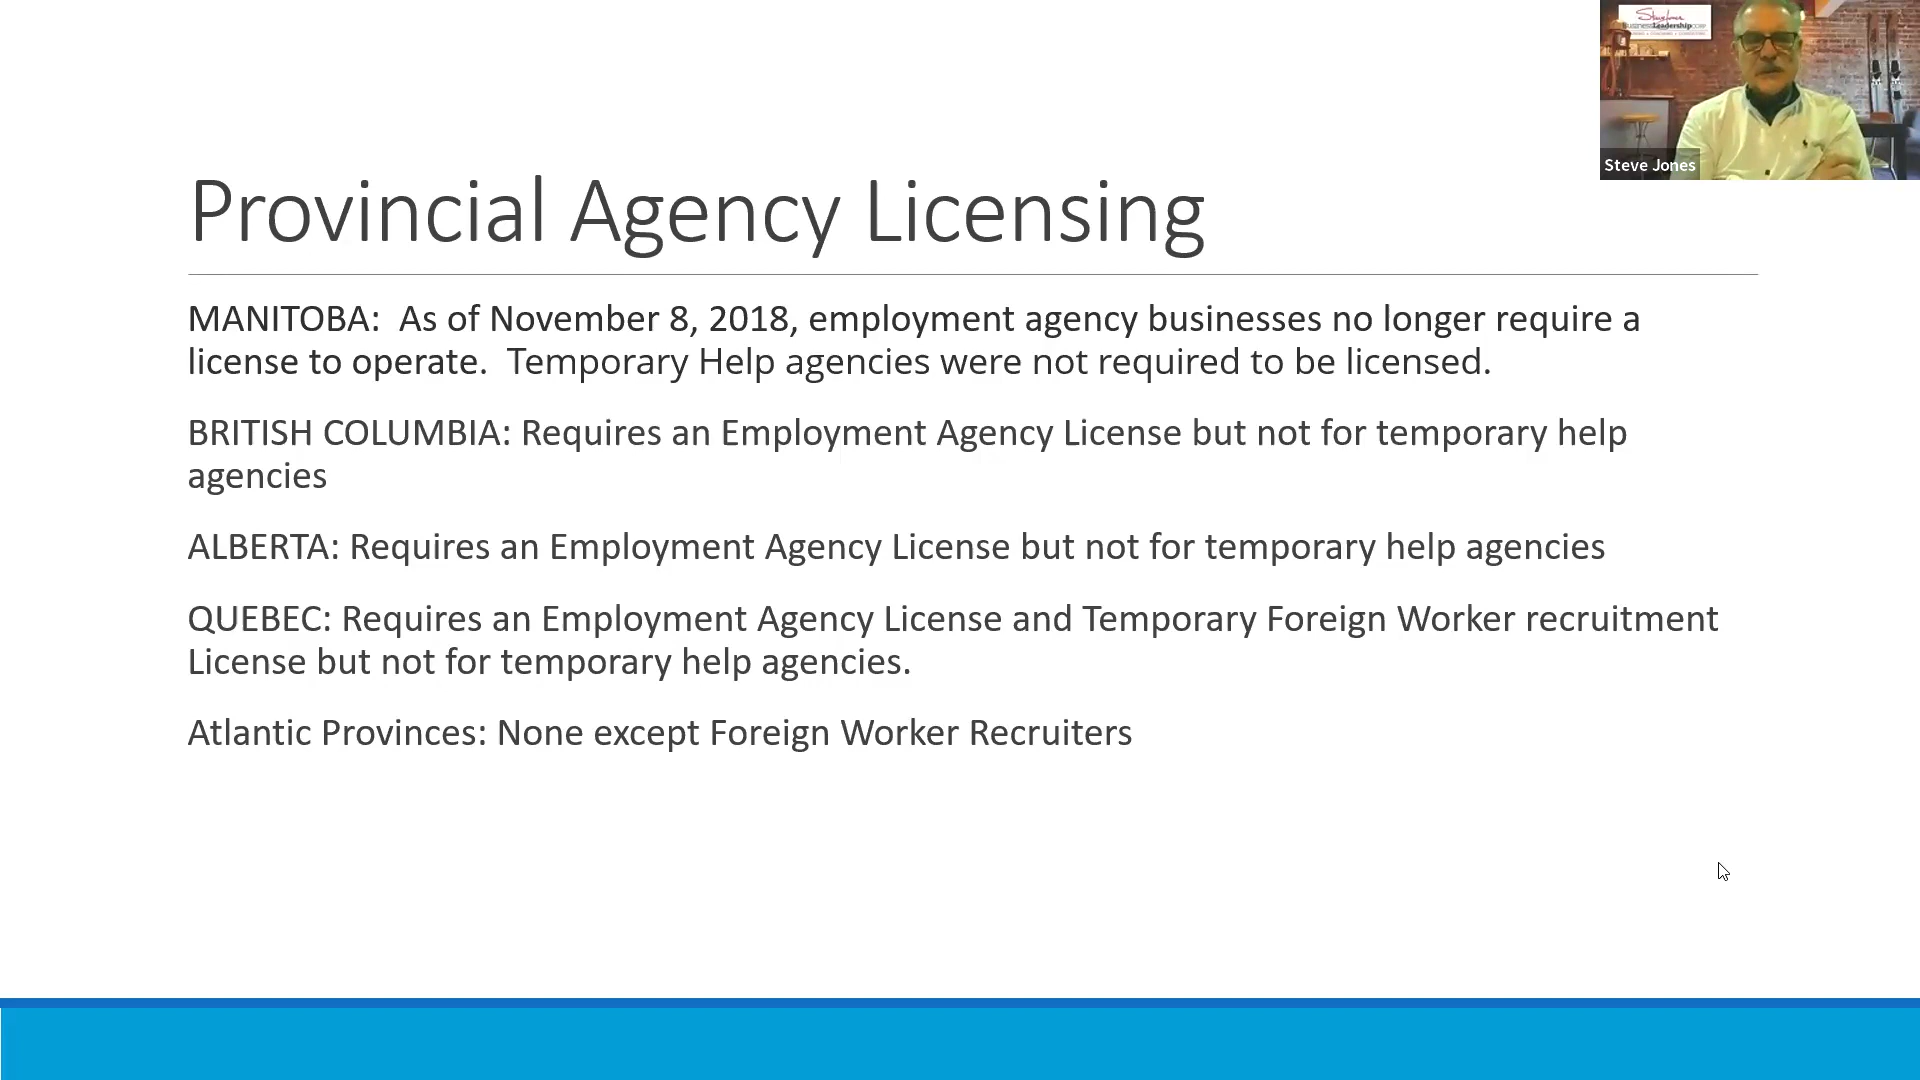 Steve Jones
Business Leadership
Provincial Agency Licensing
MANITOBA:  As of November 8, 2018, employment agency businesses no longer require a
license to operate.  Temporary Help agencies were not required to be licensed.
BRITISH COLUMBIA: Requires an Employment Agency License but not for temporary help
agencies
ALBERTA: Requires an Employment Agency License but not for temporary help agencies
QUEBEC: Requires an Employment Agency License and Temporary Foreign Worker recruitment
License but not for temporary help agencies.
Atlantic Provinces: None except Foreign Worker Recruiters